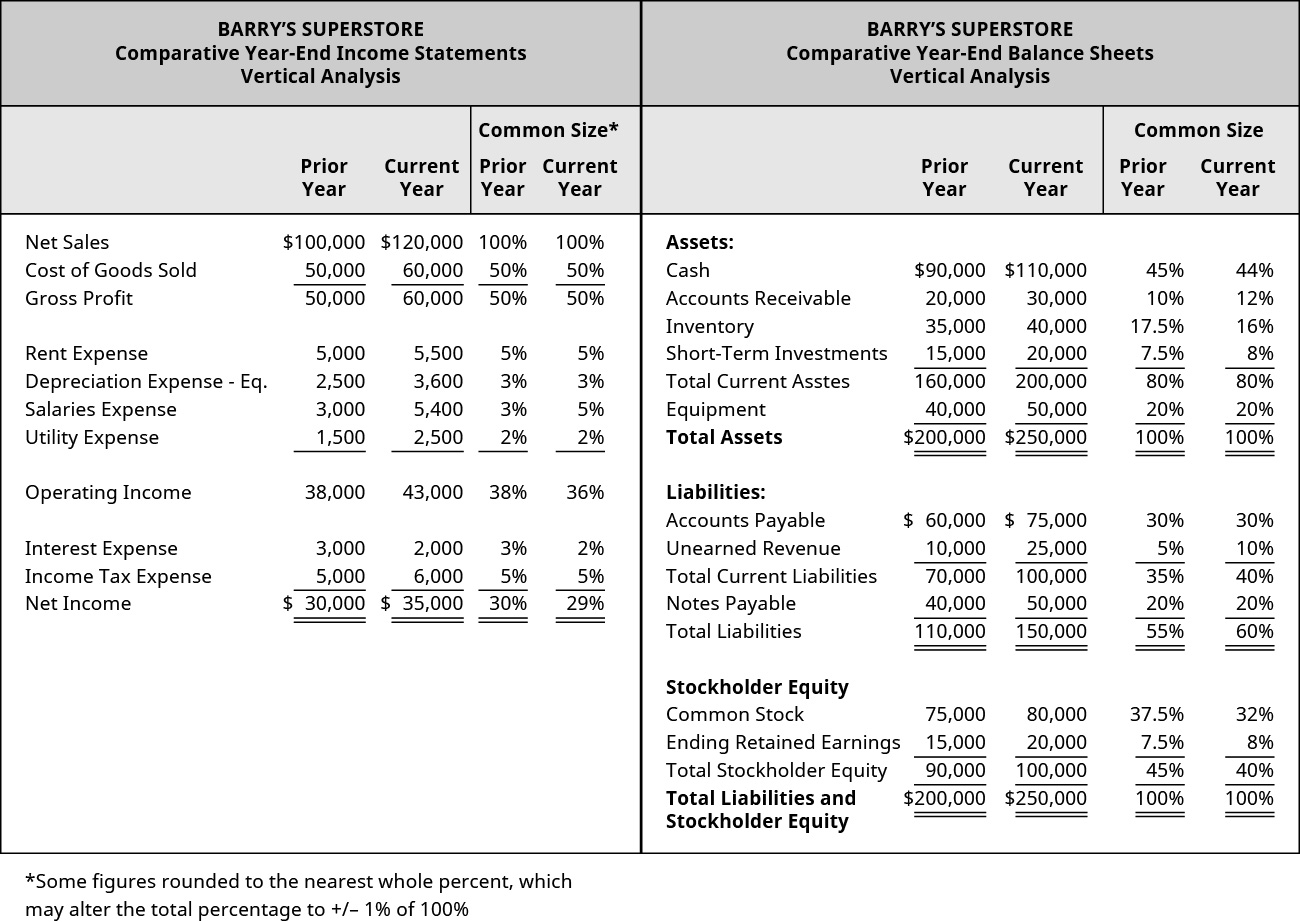 BARRY’S SUPERSTORE
Comparative Year-End Income Statements
Vertical Analysis
Common Size*
Prior Year Current Year Prior Year Current Year
Net Sales $100,000 $120,000 100% 100%
Cost of Goods Sold 50,000 60,000 50% 50%
Gross Profit 50,000 60,000 50% 50%
Rent Expense 5,000 5,500 5% 5%
Depreciation Expense - Eq. 2,500 3,600 3% 3%
Salaries Expense 3,000 5,400 3% 5%
Utility Expense 1,500 2,500 2% 2%
Operating Income 38,000 43,000 38% 36%
Interest Expense 3,000 2,000 3% 2%
Income Tax Expense 5,000 6,000 5% 5%
Net Income $ 30,000 $ 35,000 30% 29%
BARRY’S SUPERSTORE
Comparative Year-End Balance Sheets
Vertical Analysis
Common Size
Prior Year Current Year Prior Year Current Year
Assets:
Cash $90,000 $110,000 45% 44%
Accounts Receivable 20,000 30,000 10% 12%
Inventory 35,000 40,000 17.5% 16%
Short-Term Investments 15,000 20,000 7.5% 8%
Total Current Asstes 160,000 200,000 80% 80%
Equipment 40,000 50,000 20% 20%
Total Assets $200,000 $250,000 100% 100%
Liabilities:
Accounts Payable $ 60,000 $ 75,000 30% 30%
Unearned Revenue 10,000 25,000 5% 10%
Total Current Liabilities 70,000 100,000 35% 40%
Notes Payable 40,000 50,000 20% 20%
Total Liabilities 110,000 150,000 55% 60%
Stockholder Equity
Common Stock 75,000 80,000 37.5% 32%
Ending Retained Earnings 15,000 20,000 7.5% 8%
Total Stockholder Equity 90,000 100,000 45% 40%
Total Liabilities and $200,000 $250,000 100% 100%
Stockholder Equity
*Some figures rounded to the nearest whole percent, which
may alter the total percentage to +/– 1% of 100%